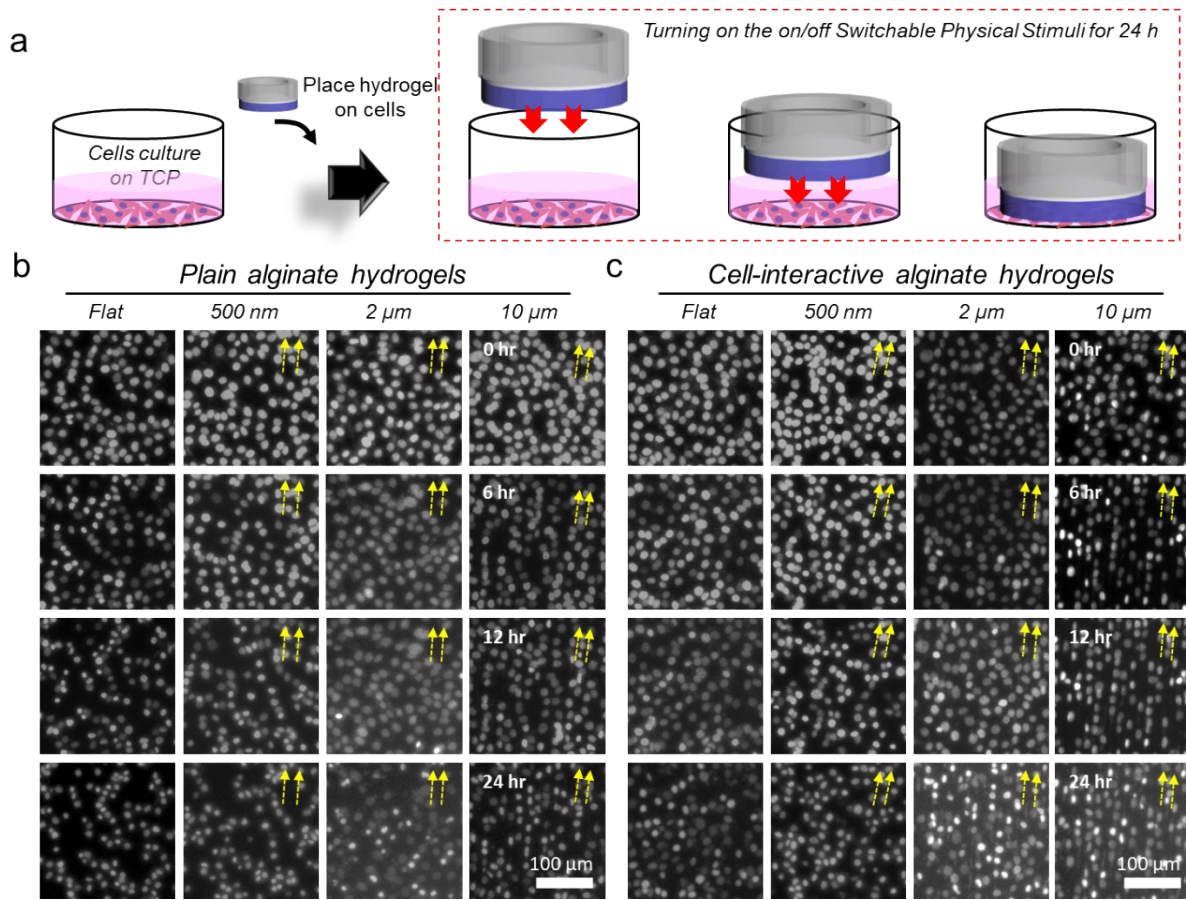 a
Turning on the on/off Switchable Physical Stimuli for 24 h
Place hydrogel
on cells
Cells culture
on TCP
b
Plain alginate hydrogels
Flat 500 nm 2 µm 10 µm
0 hr
6 hr
12 hr
24 hr
100 µm
c
Cell-interactive alginate hydrogels
Flat 500 nm 2 µm 10 µm
0 hr
6 hr
12 hr
24 hr
100 µm